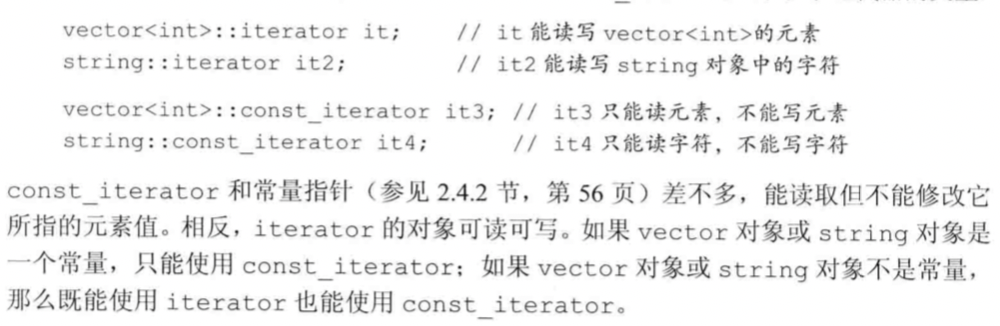 vector<int>::iterator it; // it 能读写 vector<int>的元素
string::iterator it2; // it2 能读写 string 对象中的字符
vector<int>::const_iterator it3; // it3 只能读元素，不能写元素
string::const_iterator it4; // it4 只能读字符，不能写字符
const_iterator 和常量指针（参见 2.4.2 节，第 56 页）差不多，能读取但不能修改它
所指的元素值。相反，iterator 的对象可读可写。如果 vector 对象或 string 对象是
一个常量，只能使用 const_iterator；如果 vector 对象或 string 对象不是常量，
那么既能使用 iterator 也能使用 const_iterator。